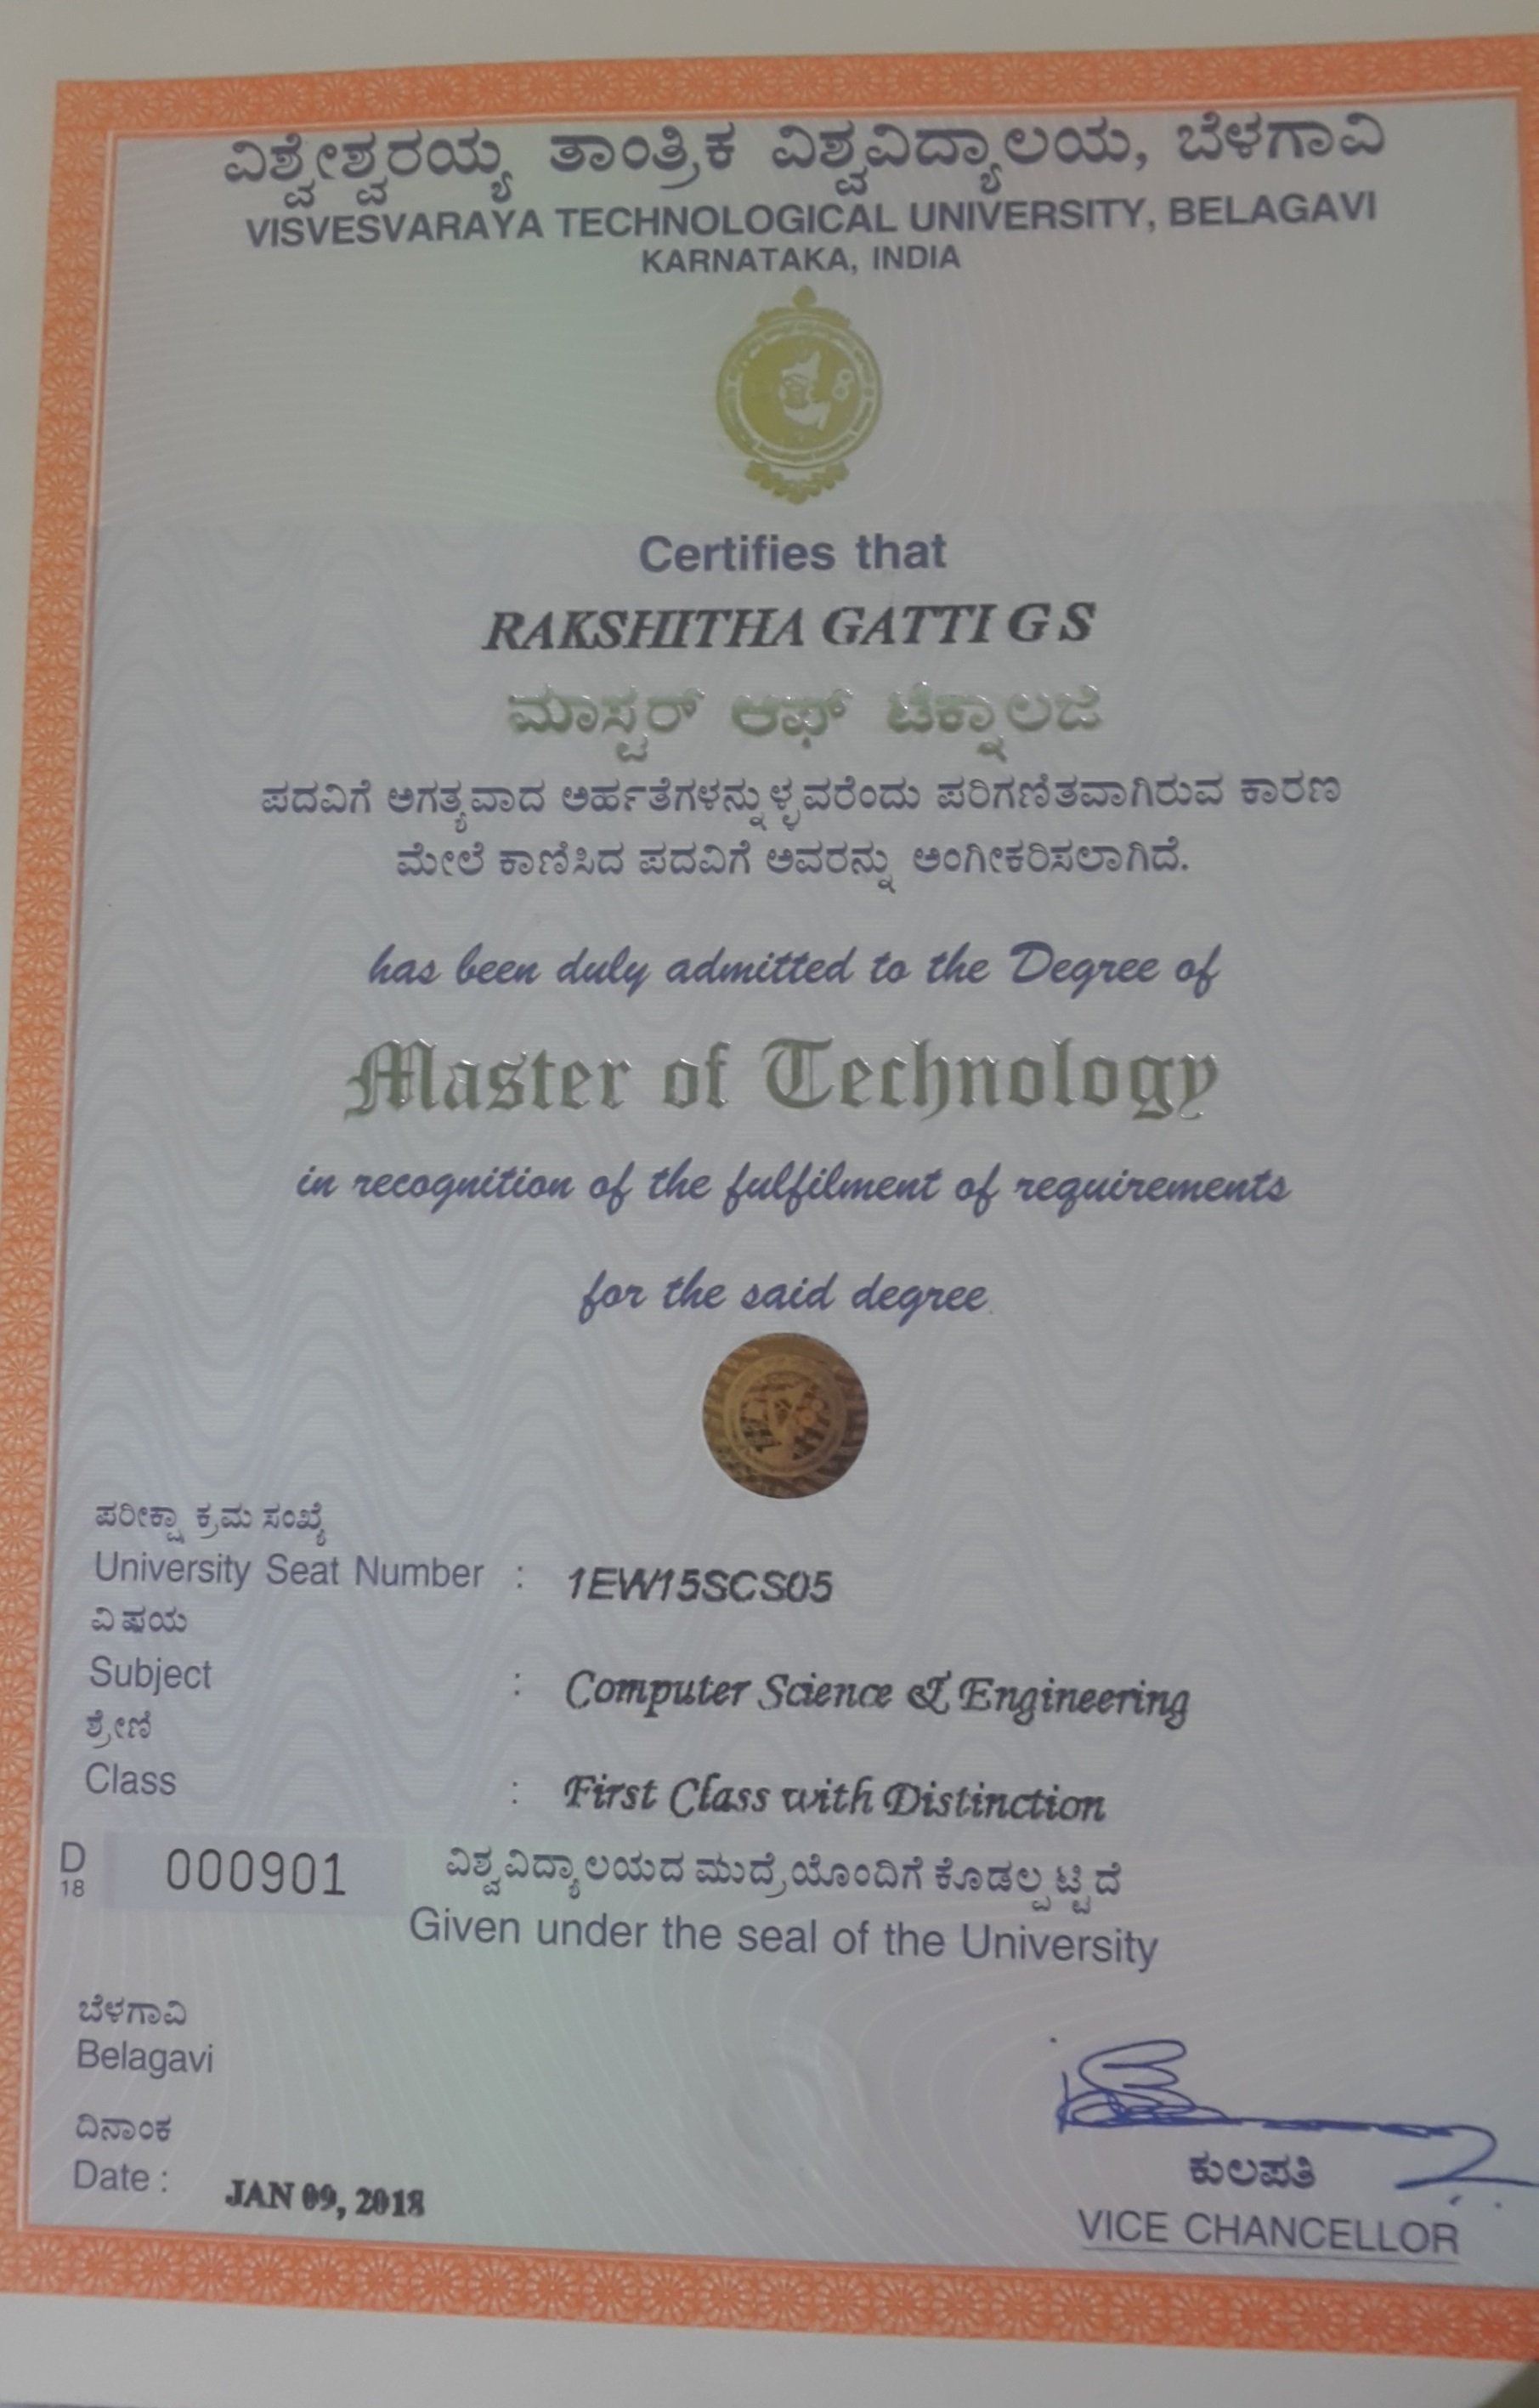 ವಿಶ್ವೇಶ್ವರಯ್ಯ ತಾಂತ್ರಿಕ ವಿಶ್ವವಿದ್ಯಾಲಯ, ಬೆಳಗಾವಿ
VISVESVARAYA TECHNOLOGICAL UNIVERSITY, BELAGAVI
KARNATAKA, INDIA
Certifies that
RAKSHITHA GATTI G S
ಮಾಸ್ಟರ್ ಆಫ್ ಟೆಕ್ನಾಲಜಿ
ಪದವಿಗೆ ಅಗತ್ಯವಾದ ಅರ್ಹತೆಗಳನ್ನುಳ್ಳವರೆಂದು ಪರಿಗಣಿತವಾಗಿರುವ ಕಾರಣ
ಮೇಲೆ ಕಾಣಿಸಿದ ಪದವಿಗೆ ಅವರನ್ನು ಅಂಗೀಕರಿಸಲಾಗಿದೆ.
has been duly admitted to the Degree of
Master of Technology
in recognition of the fulfilment of requirements
for the said degree
ಪರೀಕ್ಷಾ ಕ್ರಮ ಸಂಖ್ಯೆ
University Seat Number : 1EW15SCS05
ವಿಷಯ
Subject : Computer Science & Engineering
ಶ್ರೇಣಿ
Class : First Class with Distinction
D 18 000901 ವಿಶ್ವವಿದ್ಯಾಲಯದ ಮುದ್ರೆಯೊಂದಿಗೆ ಕೊಡಲ್ಪಟ್ಟಿದೆ
Given under the seal of the University
ಬೆಳಗಾವಿ
Belagavi
ದಿನಾಂಕ
Date : JAN 09, 2018
ಕುಲಪತಿ
VICE CHANCELLOR